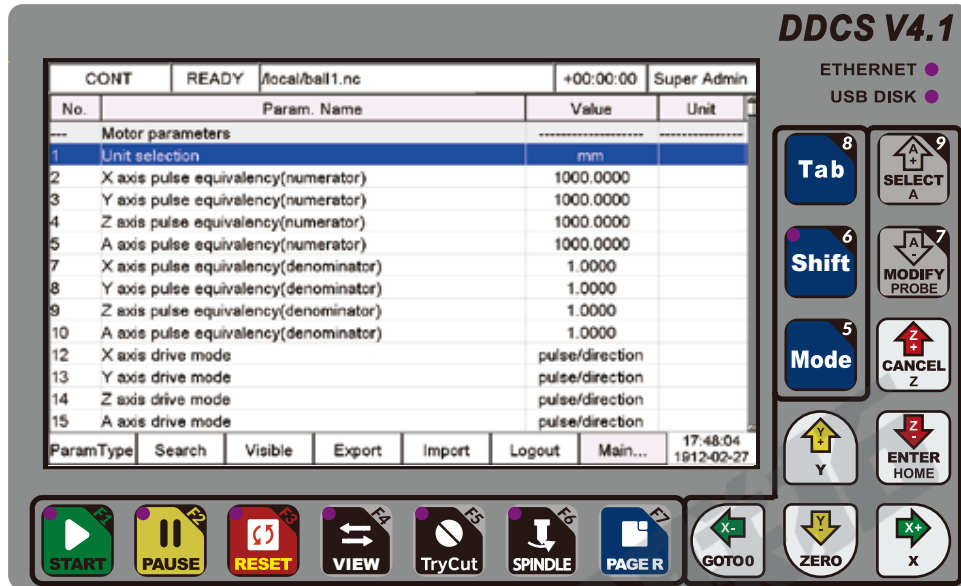 DDCS V4.1
ETHERNET
USB DISK
CONT READY /local/ball1.nc +00:00:00 Super Admin
No. Param. Name Value Unit
--- Motor parameters -------------------- ----------------
1 Unit selection mm
2 X axis pulse equivalency(numerator) 1000.0000
3 Y axis pulse equivalency(numerator) 1000.0000
4 Z axis pulse equivalency(numerator) 1000.0000
5 A axis pulse equivalency(numerator) 1000.0000
7 X axis pulse equivalency(denominator) 1.0000
8 Y axis pulse equivalency(denominator) 1.0000
9 Z axis pulse equivalency(denominator) 1.0000
10 A axis pulse equivalency(denominator) 1.0000
12 X axis drive mode pulse/direction
13 Y axis drive mode pulse/direction
14 Z axis drive mode pulse/direction
15 A axis drive mode pulse/direction
ParamType Search Visible Export Import Logout Main... 17:48:04
1912-02-27
8
Tab
9
A
+
SELECT
A
6
Shift
7
A
-
MODIFY
PROBE
5
Mode
Z
+
CANCEL
Z
Y
+
Y
Z
-
ENTER
HOME
F1
START
F2
PAUSE
F3
RESET
F4
VIEW
F5
TryCut
F6
SPINDLE
F7
PAGE R
X-
GOTO0
Y
-
ZERO
X+
X